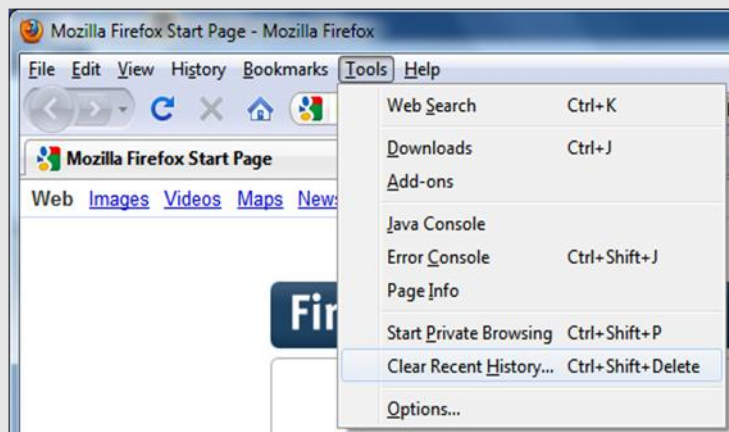 Mozilla Firefox Start Page - Mozilla Firefox
File Edit View History Bookmarks Tools Help
Web Search Ctrl+K
Mozilla Firefox Start Page
Downloads Ctrl+J
Add-ons
Web Images Videos Maps News
Java Console
Error Console Ctrl+Shift+J
Page Info
Fir
Start Private Browsing Ctrl+Shift+P
Clear Recent History... Ctrl+Shift+Delete
Options...